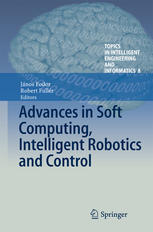 TOPICS
IN INTELLIGENT
ENGINEERING
AND
INFORMATICS 8
János Fodor
Robert Fullér
Editors
Advances in Soft
Computing,
Intelligent Robotics
and Control
Springer